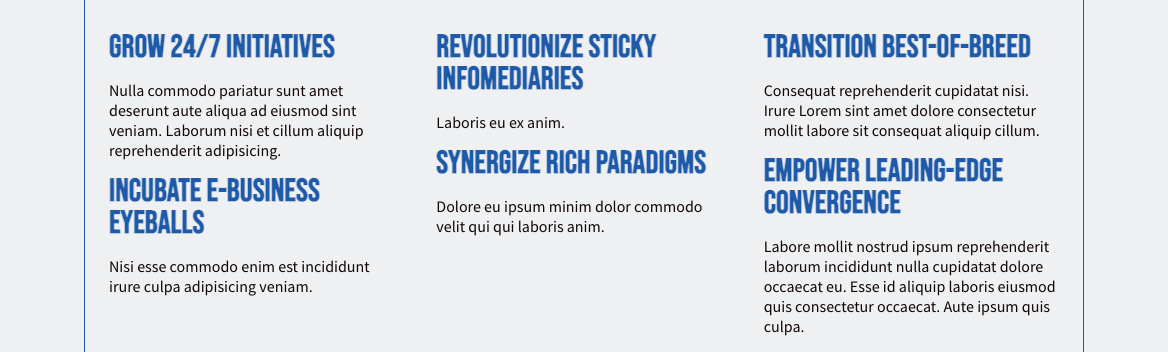 GROW 24/7 INITIATIVES
Nulla commodo pariatur sunt amet
deserunt aute aliqua ad eiusmod sint
veniam. Laborum nisi et cillum aliquip
reprehenderit adipisicing.
INCUBATE E-BUSINESS
EYEBALLS
Nisi esse commodo enim est incididunt
irure culpa adipisicing veniam.
REVOLUTIONIZE STICKY
INFOMEDIARIES
Laboris eu ex anim.
SYNERGIZE RICH PARADIGMS
Dolore eu ipsum minim dolor commodo
velit qui qui laboris anim.
TRANSITION BEST-OF-BREED
Consequat reprehenderit cupidatat nisi.
Irure Lorem sint amet dolore consectetur
mollit labore sit consequat aliquip cillum.
EMPOWER LEADING-EDGE
CONVERGENCE
Labore mollit nostrud ipsum reprehenderit
laborum incididunt nulla cupidatat dolore
occaecat eu. Esse id aliquip laboris eiusmod
quis consectetur occaecat. Aute ipsum quis
culpa.